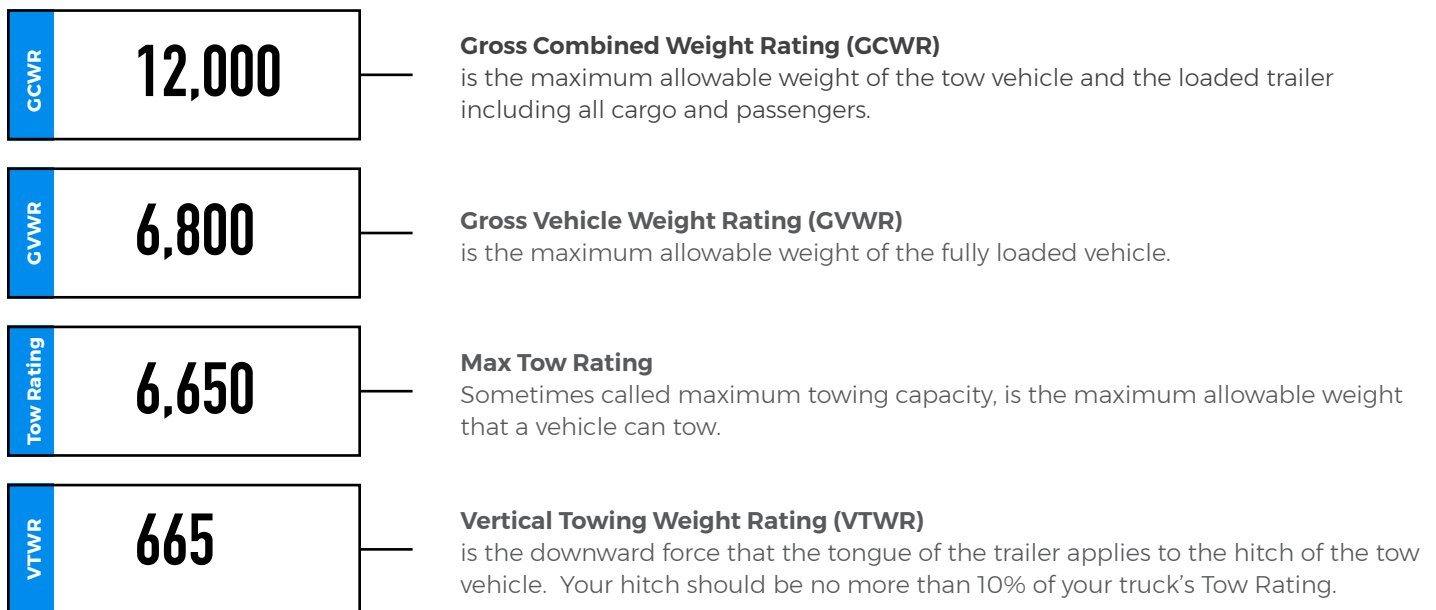 GCWR
12,000
Gross Combined Weight Rating (GCWR)
is the maximum allowable weight of the tow vehicle and the loaded trailer
including all cargo and passengers.
GVWR
6,800
Gross Vehicle Weight Rating (GVWR)
is the maximum allowable weight of the fully loaded vehicle.
Tow Rating
6,650
Max Tow Rating
Sometimes called maximum towing capacity, is the maximum allowable weight
that a vehicle can tow.
VTWR
665
Vertical Towing Weight Rating (VTWR)
is the downward force that the tongue of the trailer applies to the hitch of the tow
vehicle.  Your hitch should be no more than 10% of your truck's Tow Rating.